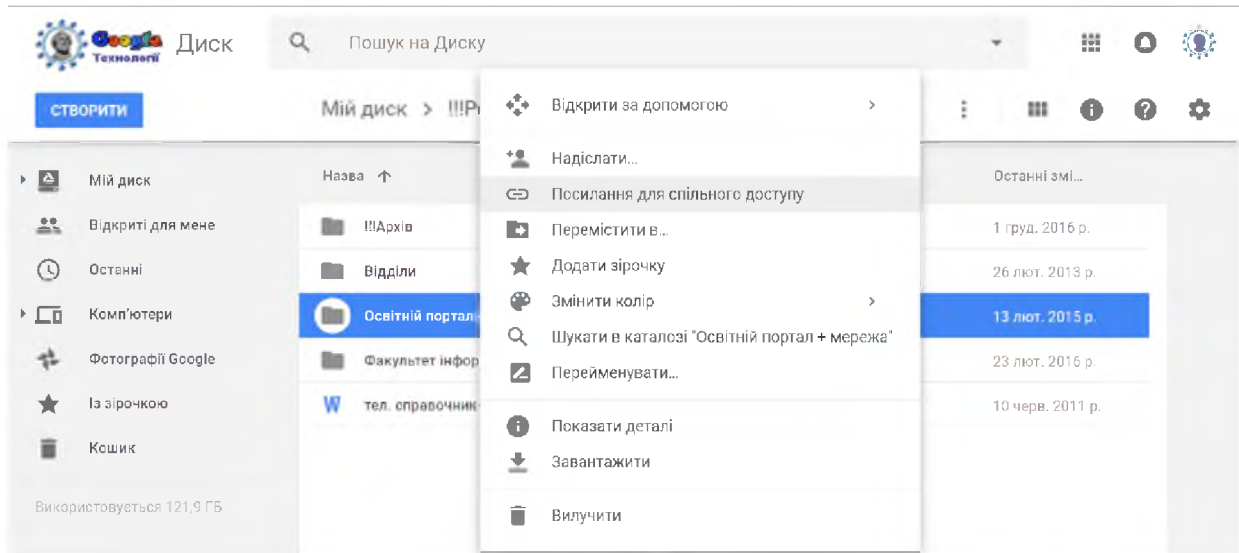 Google
Технології
Диск
Пошук на Диску
СТВОРИТИ
Мій диск > !!!P
Відкрити за допомогою
Надіслати...
Посилання для спільного доступу
Перемістити в...
Додати зірочку
Змінити колір
Шукати в каталозі "Освітній портал + мережа"
Перейменувати...
Показати деталі
Завантажити
Вилучити
Мій диск
Відкриті для мене
Останні
Комп'ютери
Фотографії Google
Із зірочкою
Кошик
Використовується 121,9 ГБ
Назва ↑
Останні змі...
!!!Архів
1 груд. 2016 р.
Відділи
26 лют. 2013 р.
Освітній портал
13 лют. 2015 р.
Факультет інфор
23 лют. 2016 р.
W тел. справочник
10 черв. 2011 р.